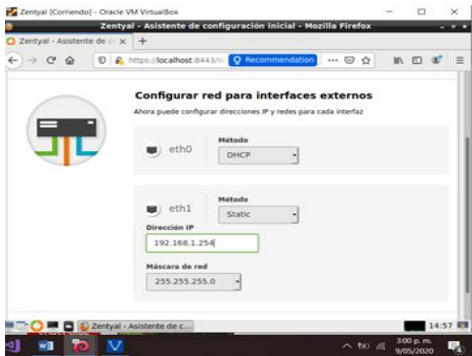 Zentyal [Corriendo] - Oracle VM VirtualBox
Zentyal - Asistente de configuración inicial - Mozilla Firefox
Zentyal - Asistente de co
https://localhost:8443/
Recommendation
Configurar red para interfaces externos
Ahora puede configurar direcciones IP y redes para cada interfaz
eth0
Método
DHCP
eth1
Método
Static
Dirección IP
192.168.1.254
Máscara de red
255.255.255.0
Zentyal - Asistente de c...
14:57
3:00 p. m.
9/05/2020